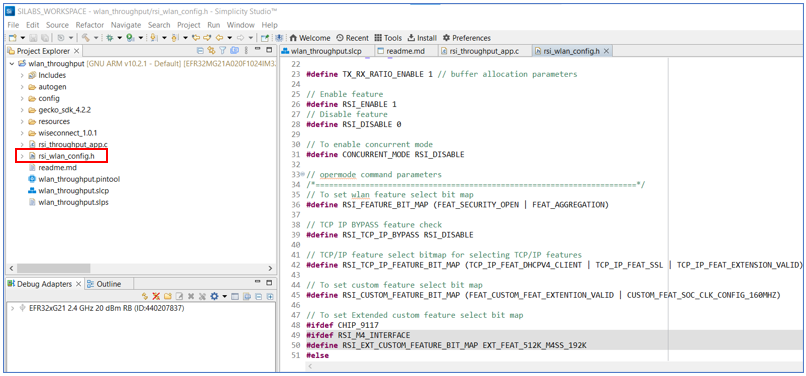 SILABS_WORKSPACE - wlan_throughput/rsi_wlan_config.h - Simplicity Studio™
File Edit Source Refactor Navigate Search Project Run Window Help
Welcome Recent Tools Install Preferences
Project Explorer
wlan_throughput [GNU ARM v10.2.1 - Default] [EFR32MG21A020F1024IM3
Includes
autogen
config
gecko_sdk_4.2.2
resources
wiseconnect_1.0.1
rsi_throughput_app.c
rsi_wlan_config.h
readme.md
wlan_throughput.pintool
wlan_throughput.slcp
wlan_throughput.slps
Debug Adapters Outline
EFR32xG21 2.4 GHz 20 dBm RB (ID:440207837)
wlan_throughput.slcp readme.md rsi_throughput_app.c rsi_wlan_config.h
22
23 #define TX_RX_RATIO_ENABLE 1 // buffer allocation parameters
24
25 // Enable feature
26 #define RSI_ENABLE 1
27 // Disable feature
28 #define RSI_DISABLE 0
29
30 // To enable concurrent mode
31 #define CONCURRENT_MODE RSI_DISABLE
32
33 // opermode command parameters
34 /*=======================================================================*/
35 // To set wlan feature select bit map
36 #define RSI_FEATURE_BIT_MAP (FEAT_SECURITY_OPEN | FEAT_AGGREGATION)
37
38 // TCP IP BYPASS feature check
39 #define RSI_TCP_IP_BYPASS RSI_DISABLE
40
41 // TCP/IP feature select bitmap for selecting TCP/IP features
42 #define RSI_TCP_IP_FEATURE_BIT_MAP (TCP_IP_FEAT_DHCPV4_CLIENT | TCP_IP_FEAT_SSL | TCP_IP_FEAT_EXTENSION_VALID)
43
44 // To set custom feature select bit map
45 #define RSI_CUSTOM_FEATURE_BIT_MAP (FEAT_CUSTOM_FEAT_EXTENTION_VALID | CUSTOM_FEAT_SOC_CLK_CONFIG_160MHZ)
46
47 // To set Extended custom feature select bit map
48 #ifdef CHIP_9117
49 #ifdef RSI_M4_INTERFACE
50 #define RSI_EXT_CUSTOM_FEATURE_BIT_MAP EXT_FEAT_512K_M4SS_192K
51 #else